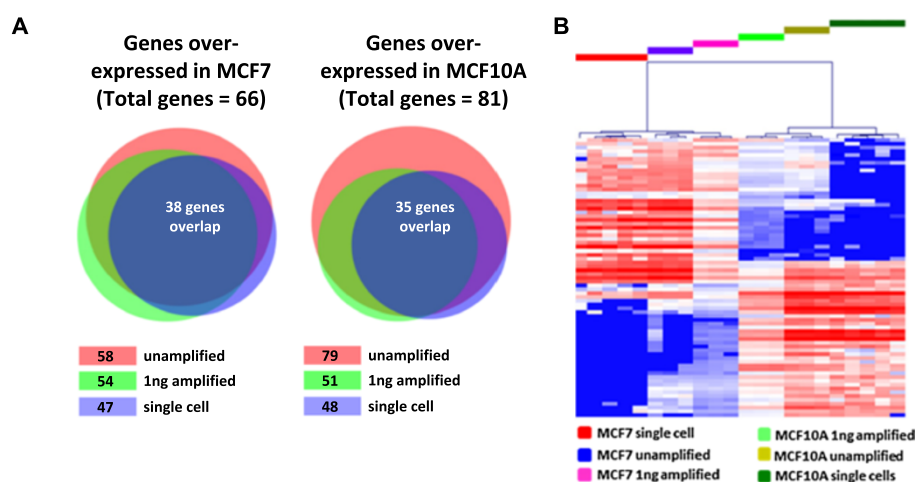 A
Genes over-
expressed in MCF7
(Total genes = 66)
Genes over-
expressed in MCF10A
(Total genes = 81)
38 genes
overlap
35 genes
overlap
58 unamplified
54 1ng amplified
47 single cell
79 unamplified
51 1ng amplified
48 single cell
B
MCF7 single cell
MCF7 unamplified
MCF7 1ng amplified
MCF10A 1ng amplified
MCF10A unamplified
MCF10A single cells